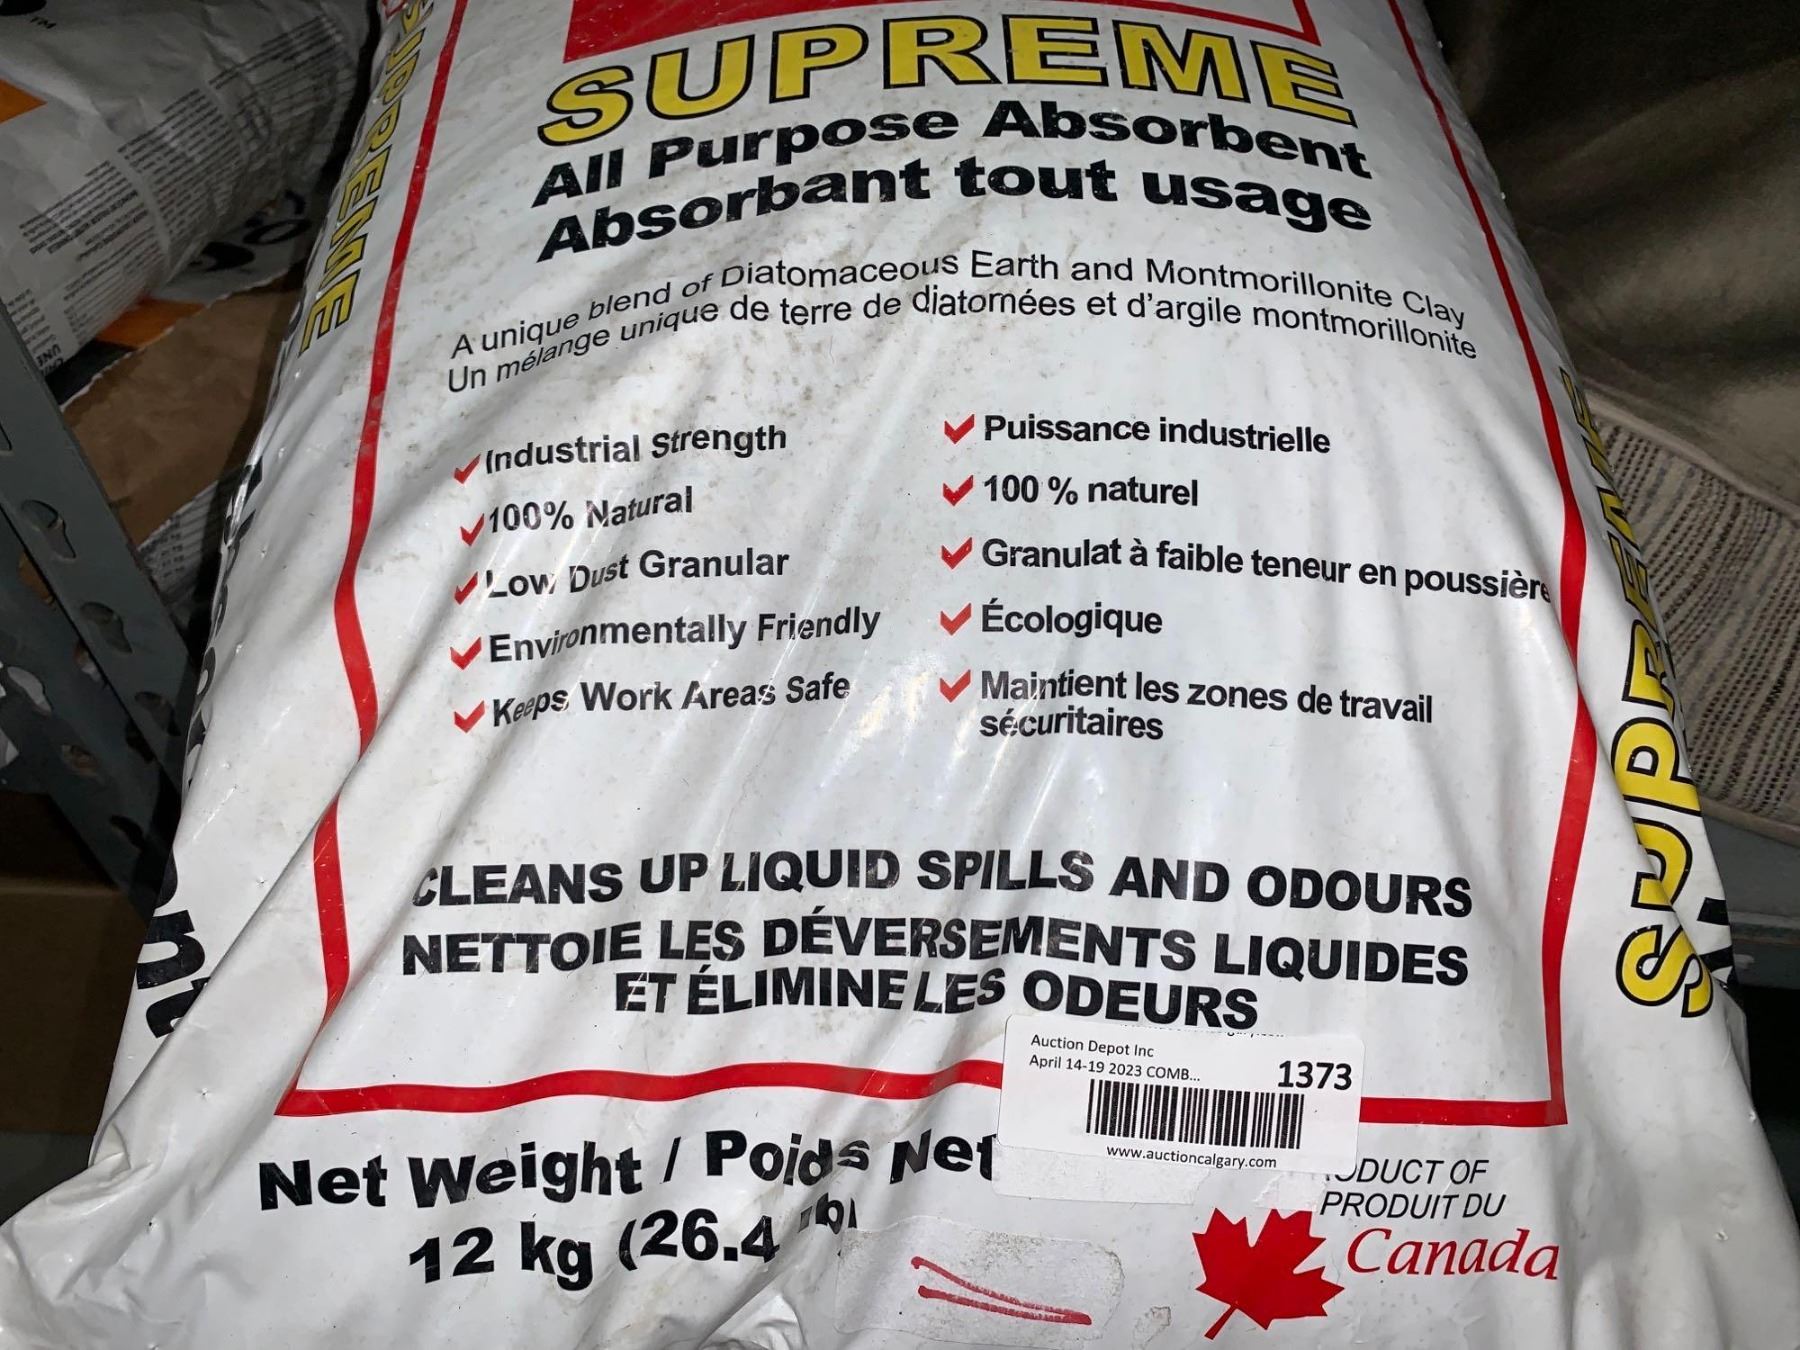 SUPREME
All Purpose Absorbent
Absorbant tout usage
A unique blend of Diatomaceous Earth and Montmorillonite Clay
Un mélange unique de terre de diatomées et d'argile montmorillonite
Industrial Strength
100% Natural
Low Dust Granular
Environmentally Friendly
Keeps Work Areas Safe
Puissance industrielle
100 % naturel
Granulat à faible teneur en poussière
Écologique
Maintient les zones de travail
sécuritaires
CLEANS UP LIQUID SPILLS AND ODOURS
NETTOIE LES DÉVERSEMENTS LIQUIDES
ET ÉLIMINE LES ODEURS
Auction Depot Inc
April 14-19 2023 COMB...
1373
www.auctioncalgary.com
Net Weight / Poids Net
12 kg (26.4 lb)
PRODUCT OF
PRODUIT DU
Canada
SUPREME
SUPREME